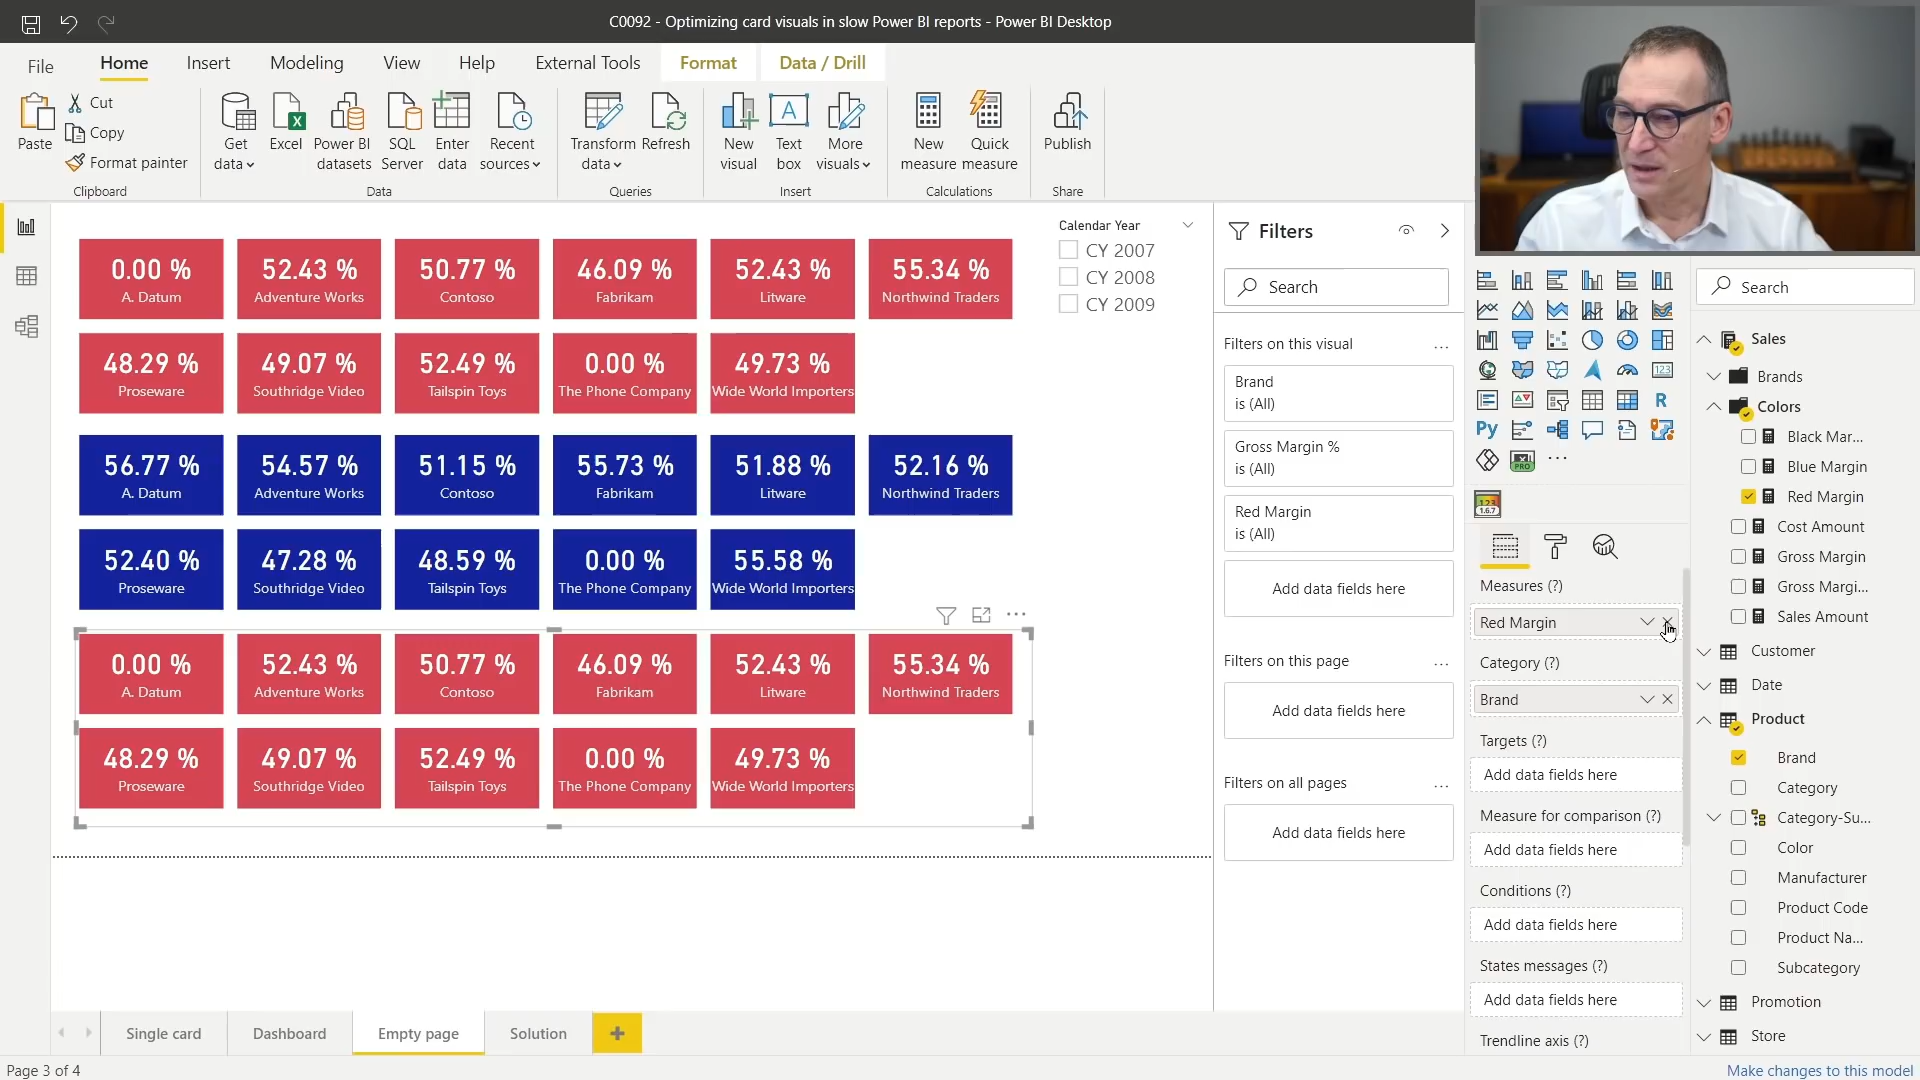 C0092 - Optimizing card visuals in slow Power BI reports - Power BI Desktop
File
Home
Insert
Modeling
View
Help
External Tools
Format
Data / Drill
Paste
Cut
Copy
Format painter
Clipboard
Get data
Excel
Power BI datasets
SQL Server
Enter data
Recent sources
Data
Transform data
Refresh
Queries
New visual
Text box
More visuals
Insert
New measure
Quick measure
Calculations
Publish
Share
0.00 %
A. Datum
52.43 %
Adventure Works
50.77 %
Contoso
46.09 %
Fabrikam
52.43 %
Litware
55.34 %
Northwind Traders
48.29 %
Proseware
49.07 %
Southridge Video
52.49 %
Tailspin Toys
0.00 %
The Phone Company
49.73 %
Wide World Importers
56.77 %
A. Datum
54.57 %
Adventure Works
51.15 %
Contoso
55.73 %
Fabrikam
51.88 %
Litware
52.16 %
Northwind Traders
52.40 %
Proseware
47.28 %
Southridge Video
48.59 %
Tailspin Toys
0.00 %
The Phone Company
55.58 %
Wide World Importers
0.00 %
A. Datum
52.43 %
Adventure Works
50.77 %
Contoso
46.09 %
Fabrikam
52.43 %
Litware
55.34 %
Northwind Traders
48.29 %
Proseware
49.07 %
Southridge Video
52.49 %
Tailspin Toys
0.00 %
The Phone Company
49.73 %
Wide World Importers
Calendar Year
CY 2007
CY 2008
CY 2009
Filters
Search
Filters on this visual
...
Brand
is (All)
Gross Margin %
is (All)
Red Margin
is (All)
Add data fields here
Filters on this page
...
Add data fields here
Filters on all pages
...
Add data fields here
123
R
Py
PRO
...
123
1.6.7
Measures (?)
Red Margin
Category (?)
Brand
Targets (?)
Add data fields here
Measure for comparison (?)
Add data fields here
Conditions (?)
Add data fields here
States messages (?)
Add data fields here
Trendline axis (?)
Search
Sales
Brands
Colors
Black Mar...
Blue Margin
Red Margin
Cost Amount
Gross Margin
Gross Margi...
Sales Amount
Customer
Date
Product
Brand
Category
Category-Su...
Color
Manufacturer
Product Code
Product Na...
Subcategory
Promotion
Store
Single card
Dashboard
Empty page
Solution
+
Page 3 of 4
Make changes to this model